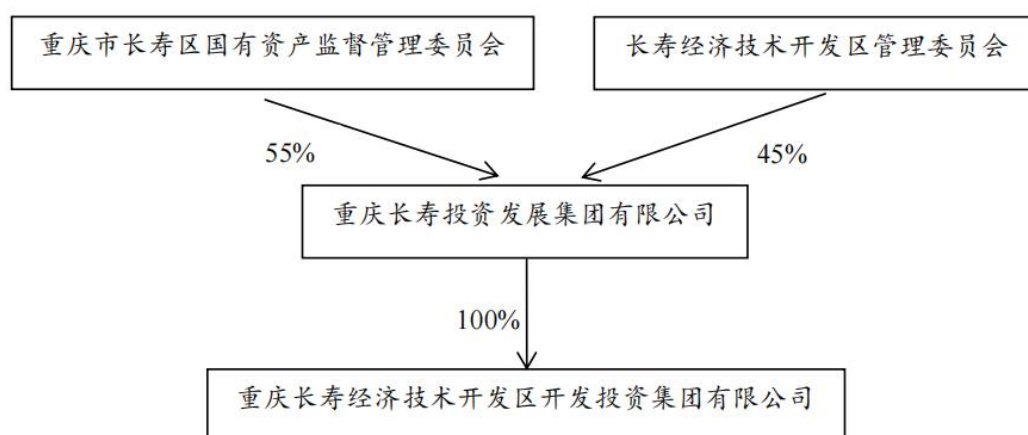 重庆市长寿区国有资产监督管理委员会
长寿经济技术开发区管理委员会
55%
45%
重庆长寿投资发展集团有限公司
100%
重庆长寿经济技术开发区开发投资集团有限公司